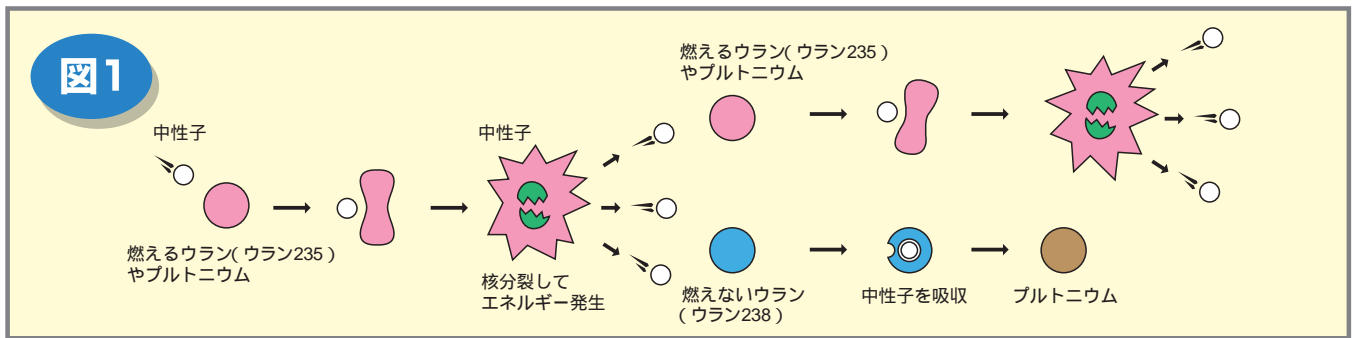 図1
中性子
燃えるウラン(ウラン235)
やプルトニウム
中性子
核分裂して
エネルギー発生
燃えるウラン(ウラン235)
やプルトニウム
燃えないウラン
(ウラン238)
中性子を吸収
プルトニウム